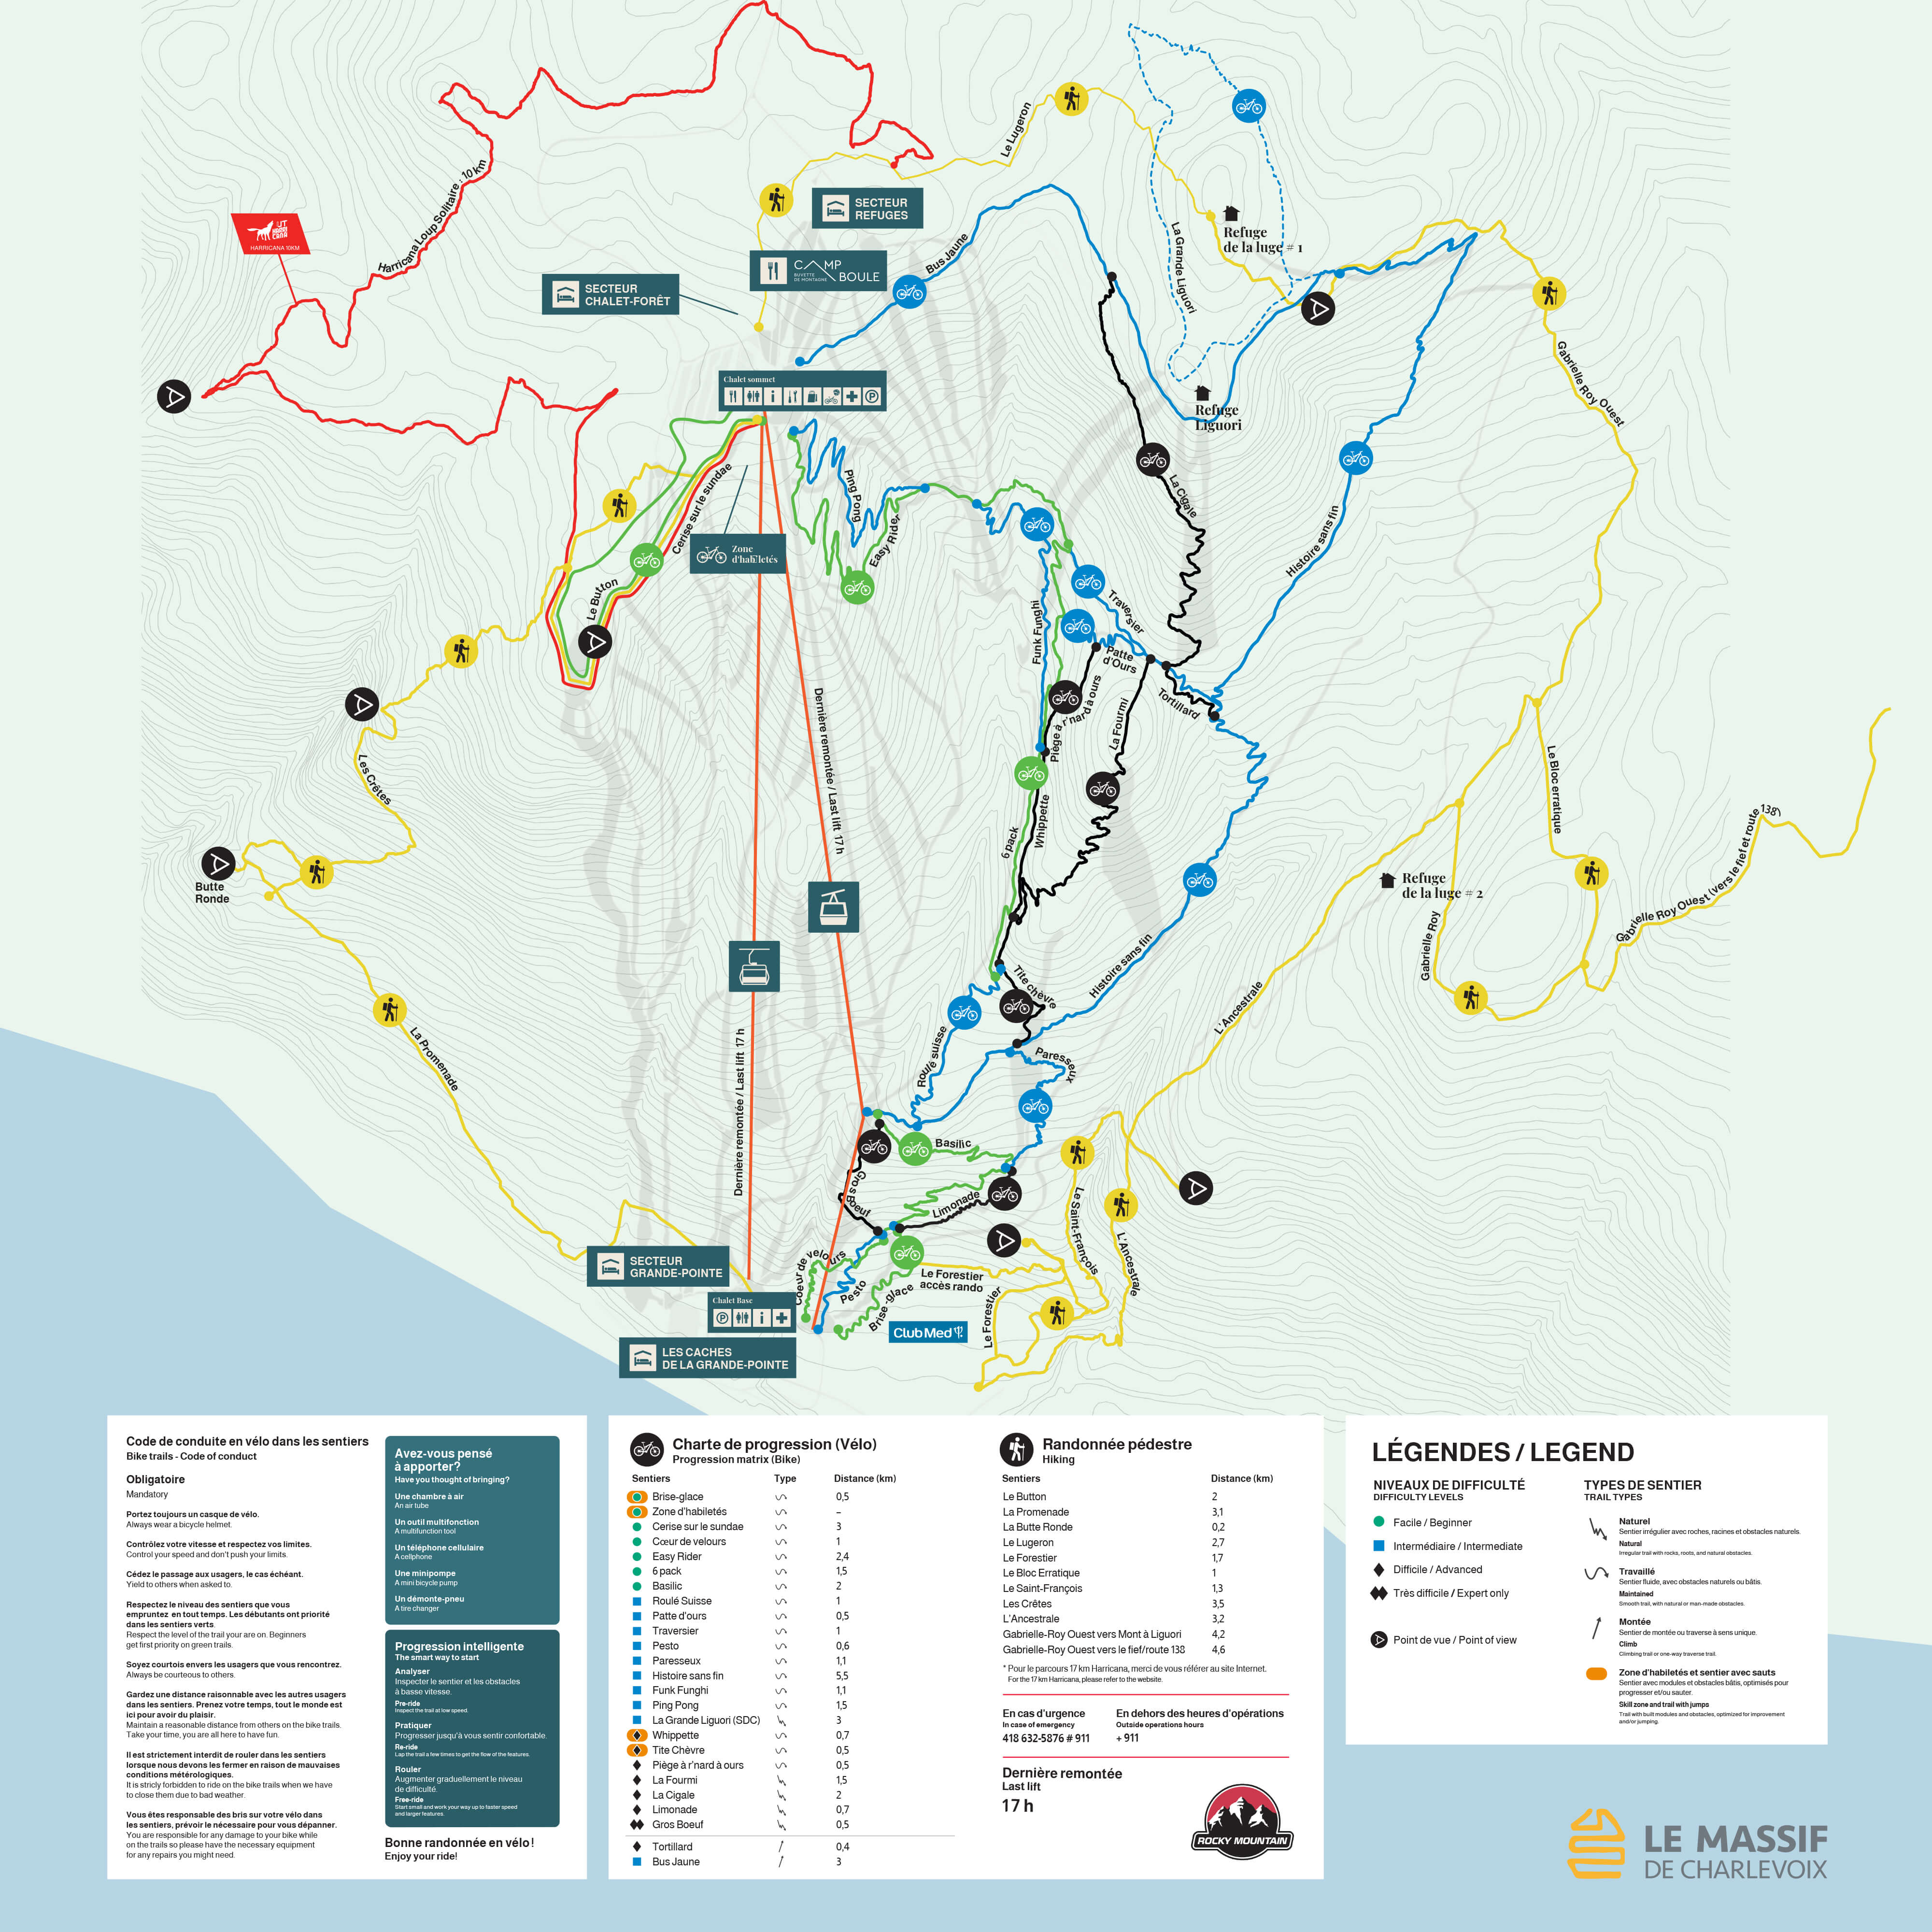 Le Lugeron
SECTEUR
REFUGES
Refuge
de la luge # 1
La Grande Liguori
Harricana Loup Solitaire : 10 km
UT
HARRI
CANA
HARRICANA 10KM
Bus Jaune
CAMP
BOULE
BUVETTE
DE MONTAGNE
SECTEUR
CHALET-FORÊT
Gabrielle Roy Ouest
Chalet sommet
Refuge
Liguori
Cerise sur le sundae
Ping Pong
Easy Rider
La Cigale
Histoire sans fin
Zone
d'habiletés
Le Button
Funk Funghi
Traversier
Patte
d'Ours
Tortillard
Piège à r'nard à ours
La Fourmi
Les Crêtes
Dernière remontée / Last lift 17 h
Whippette
6 pack
Le Bloc erratique
Butte
Ronde
Refuge
de la luge # 2
Gabrielle Roy
Gabrielle Roy Ouest (vers le fief et route 138)
Tite chèvre
Histoire sans fin
L'Ancestrale
La Promenade
Dernière remontée / Last lift 17 h
Roulé suisse
Paresseux
Basilic
Gros Boeuf
Limonade
Le Saint-François
L'Ancestrale
SECTEUR
GRANDE-POINTE
Coeur de velours
Pesto
Brise-glace
Le Forestier
accès rando
Le Forestier
Chalet Base
Club Med
LES CACHES
DE LA GRANDE-POINTE
Code de conduite en vélo dans les sentiers
Bike trails - Code of conduct
Obligatoire
Mandatory
Portez toujours un casque de vélo.
Always wear a bicycle helmet.
Contrôlez votre vitesse et respectez vos limites.
Control your speed and don't push your limits.
Cédez le passage aux usagers, le cas échéant.
Yield to others when asked to.
Respectez le niveau des sentiers que vous
empruntez en tout temps. Les débutants ont priorité
dans les sentiers verts.
Respect the level of the trail your are on. Beginners
get first priority on green trails.
Soyez courtois envers les usagers que vous rencontrez.
Always be courteous to others.
Gardez une distance raisonnable avec les autres usagers
dans les sentiers. Prenez votre temps, tout le monde est
ici pour avoir du plaisir.
Maintain a reasonable distance from others on the bike trails.
Take your time, you are all here to have fun.
Il est strictement interdit de rouler dans les sentiers
lorsque nous devons les fermer en raison de mauvaises
conditions météorologiques.
It is stricly forbidden to ride on the bike trails when we have
to close them due to bad weather.
Vous êtes responsable des bris sur votre vélo dans
les sentiers, prévoir le nécessaire pour vous dépanner.
You are responsible for any damage to your bike while
on the trails so please have the necessary equipment
for any repairs you might need.
Avez-vous pensé
à apporter?
Have you thought of bringing?
Une chambre à air
An air tube
Un outil multifonction
A multifunction tool
Un téléphone cellulaire
A cellphone
Une minipompe
A mini bicycle pump
Un démonte-pneu
A tire changer
Progression intelligente
The smart way to start
Analyser
Inspecter le sentier et les obstacles
à basse vitesse.
Pre-ride
Inspect the trail at low speed.
Pratiquer
Progresser jusqu'à vous sentir confortable.
Re-ride
Lap the trail a few times to get the flow of the features.
Rouler
Augmenter graduellement le niveau
de difficulté.
Free-ride
Start small and work your way up to faster speed
and larger features.
Bonne randonnée en vélo !
Enjoy your ride!
Charte de progression (Vélo)
Progression matrix (Bike)
Sentiers Type Distance (km)
Brise-glace 0,5
Zone d'habiletés –
Cerise sur le sundae 3
Cœur de velours 1
Easy Rider 2,4
6 pack 1,5
Basilic 2
Roulé Suisse 1
Patte d'ours 0,5
Traversier 1
Pesto 0,6
Paresseux 1,1
Histoire sans fin 5,5
Funk Funghi 1,1
Ping Pong 1,5
La Grande Liguori (SDC) 3
Whippette 0,7
Tite Chèvre 0,5
Piège à r'nard à ours 0,5
La Fourmi 1,5
La Cigale 2
Limonade 0,7
Gros Boeuf 0,5
Tortillard 0,4
Bus Jaune 3
Randonnée pédestre
Hiking
Sentiers Distance (km)
Le Button 2
La Promenade 3,1
La Butte Ronde 0,2
Le Lugeron 2,7
Le Forestier 1,7
Le Bloc Erratique 1
Le Saint-François 1,3
Les Crêtes 3,5
L'Ancestrale 3,2
Gabrielle-Roy Ouest vers Mont à Liguori 4,2
Gabrielle-Roy Ouest vers le fief/route 138 4,6
* Pour le parcours 17 km Harricana, merci de vous référer au site Internet.
For the 17 km Harricana, please refer to the website.
En cas d'urgence
In case of emergency
418 632-5876 # 911
En dehors des heures d'opérations
Outside operations hours
+ 911
Dernière remontée
Last lift
17 h
ROCKY MOUNTAIN
LÉGENDES / LEGEND
NIVEAUX DE DIFFICULTÉ
DIFFICULTY LEVELS
Facile / Beginner
Intermédiaire / Intermediate
Difficile / Advanced
Très difficile / Expert only
Point de vue / Point of view
TYPES DE SENTIER
TRAIL TYPES
Naturel
Sentier irrégulier avec roches, racines et obstacles naturels.
Natural
Irregular trail with rocks, roots, and natural obstacles.
Travaillé
Sentier fluide, avec obstacles naturels ou bâtis.
Maintained
Smooth trail, with natural or man-made obstacles.
Montée
Sentier de montée ou traverse à sens unique.
Climb
Climbing trail or one-way traverse trail.
Zone d'habiletés et sentier avec sauts
Sentier avec modules et obstacles bâtis, optimisés pour
progresser et/ou sauter.
Skill zone and trail with jumps
Trail with built modules and obstacles, optimized for improvement
and/or jumping.
LE MASSIF
DE CHARLEVOIX